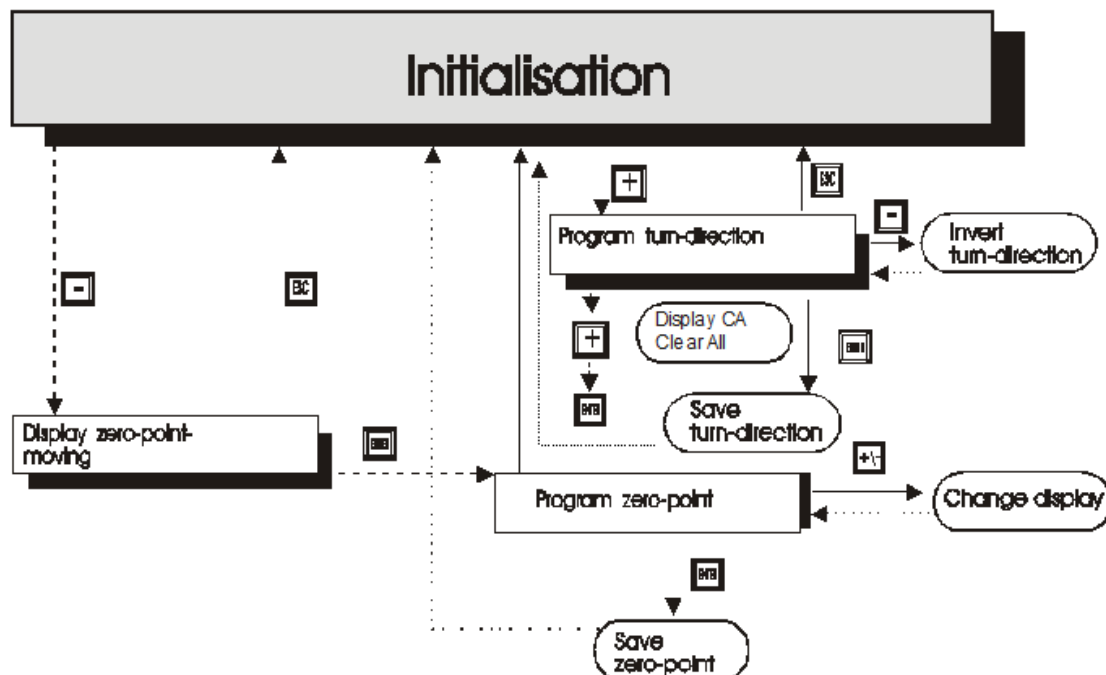 Initialisation
+
ESC
Program turn-direction
-
Invert
turn-direction
-
ESC
Display CA
Clear All
+
Save
turn-direction
Display zero-point-
moving
+\-
Program zero-point
Change display
Save
zero-point